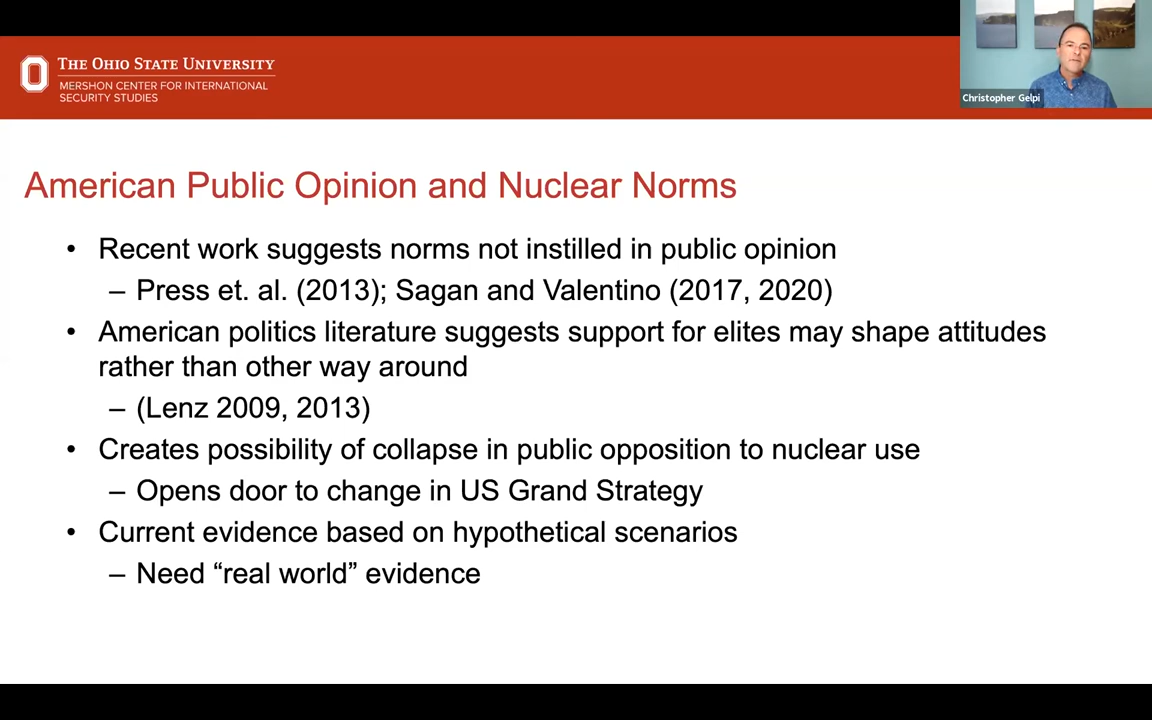 THE OHIO STATE UNIVERSITY
MERSHON CENTER FOR INTERNATIONAL
SECURITY STUDIES
Christopher Gelpi
American Public Opinion and Nuclear Norms
• Recent work suggests norms not instilled in public opinion
– Press et. al. (2013); Sagan and Valentino (2017, 2020)
• American politics literature suggests support for elites may shape attitudes
rather than other way around
– (Lenz 2009, 2013)
• Creates possibility of collapse in public opposition to nuclear use
– Opens door to change in US Grand Strategy
• Current evidence based on hypothetical scenarios
– Need “real world” evidence